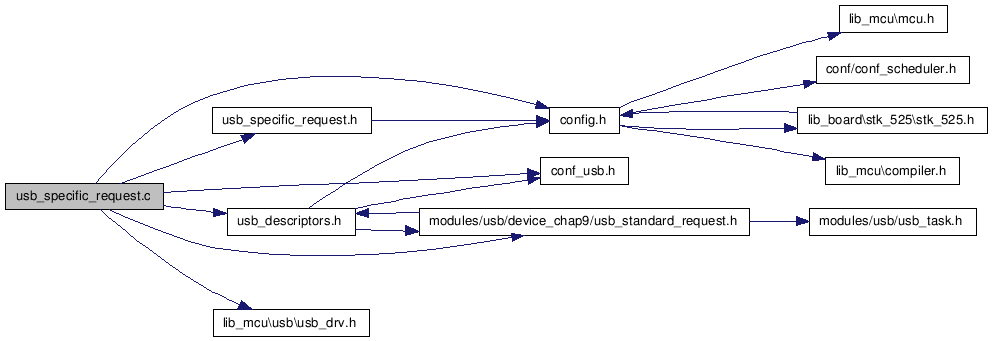 lib_mcu\mcu.h
conf/conf_scheduler.h
usb_specific_request.h
config.h
lib_board\stk_525\stk_525.h
conf_usb.h
lib_mcu\compiler.h
usb_specific_request.c
usb_descriptors.h
modules/usb/device_chap9/usb_standard_request.h
modules/usb/usb_task.h
lib_mcu\usb\usb_drv.h